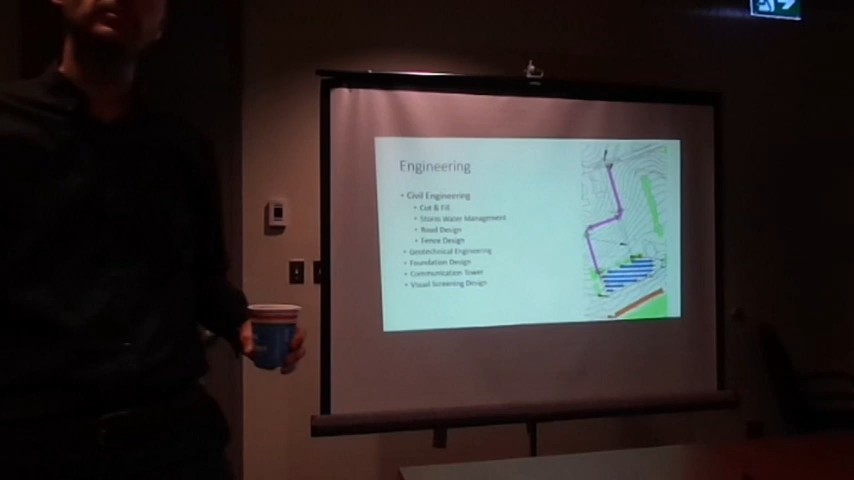 Engineering
• Civil Engineering
• Cut & Fill
• Storm Water Management
• Road Design
• Fence Design
• Geotechnical Engineering
• Foundation Design
• Communication Tower
• Visual Screening Design